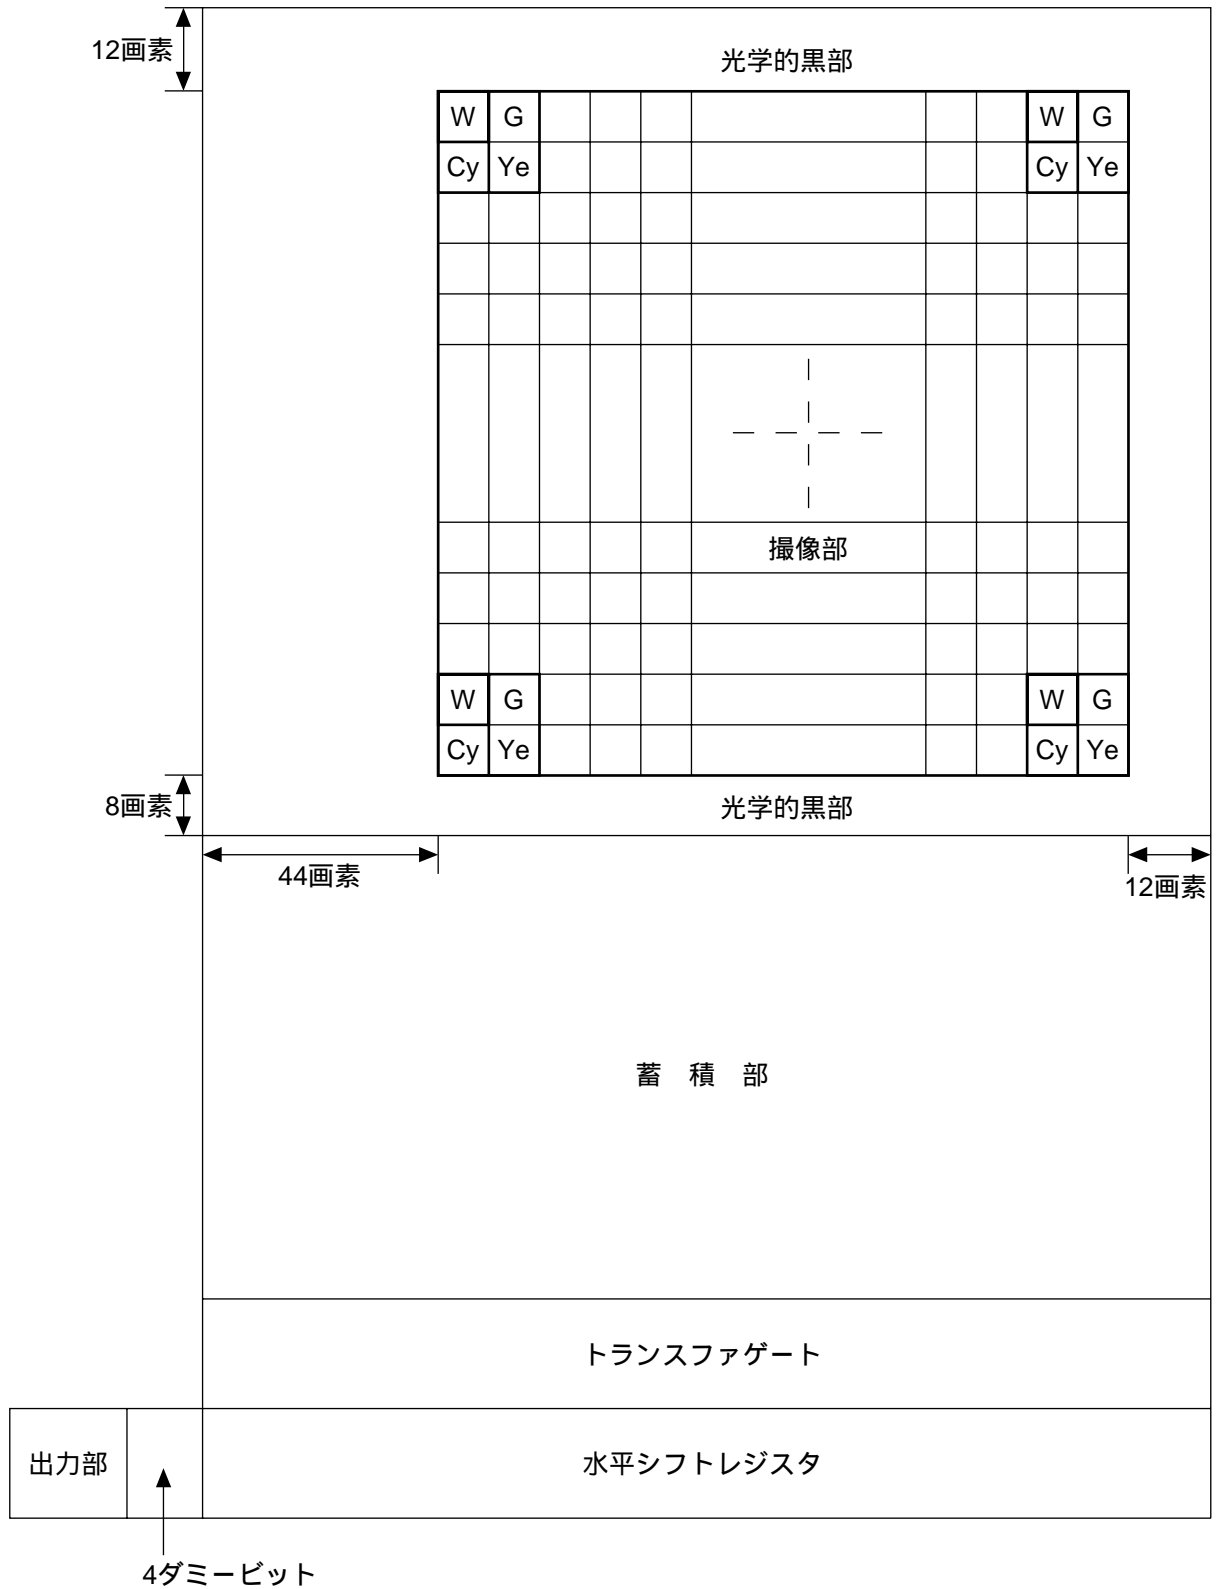 12画素
光学的黒部
W G W G
Cy Ye Cy Ye
撮像部
W G W G
Cy Ye Cy Ye
8画素
光学的黒部
44画素
12画素
蓄 積 部
トランスファゲート
出力部
水平シフトレジスタ
4ダミービット